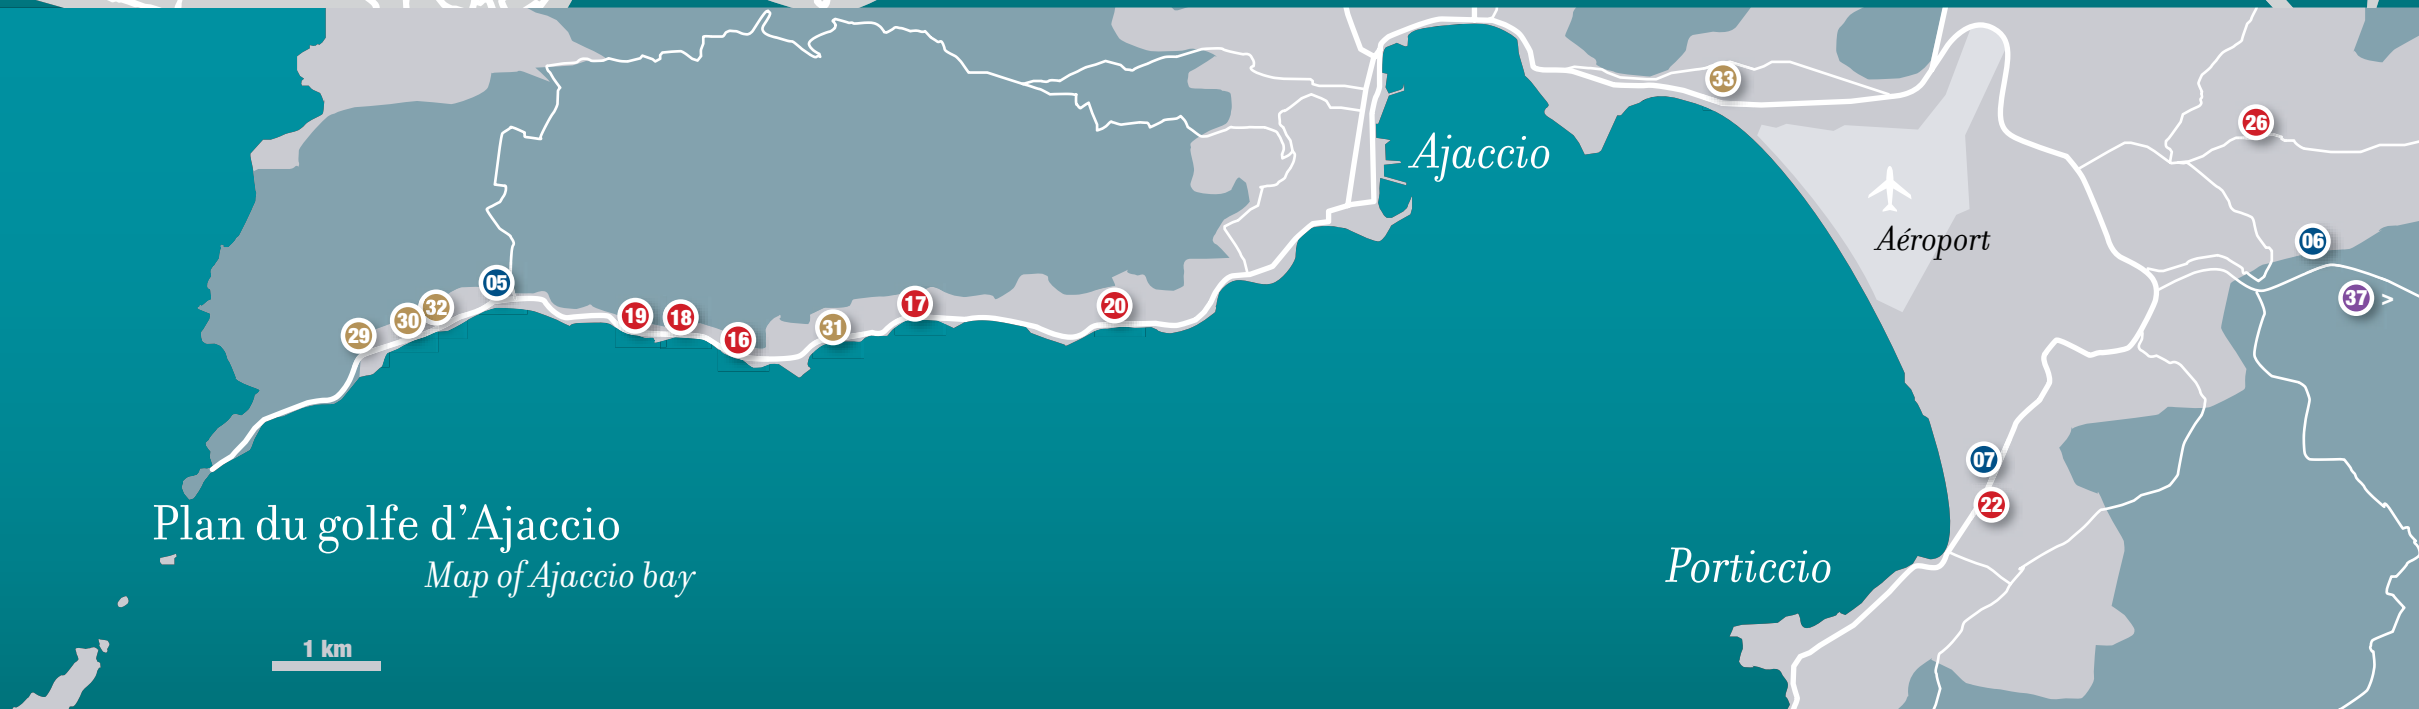 33
26
Ajaccio
06
Aéroport
37 >
05
32
30
29
19
18
16
31
17
20
07
22
Plan du golfe d’Ajaccio
Map of Ajaccio bay
Porticcio
1 km